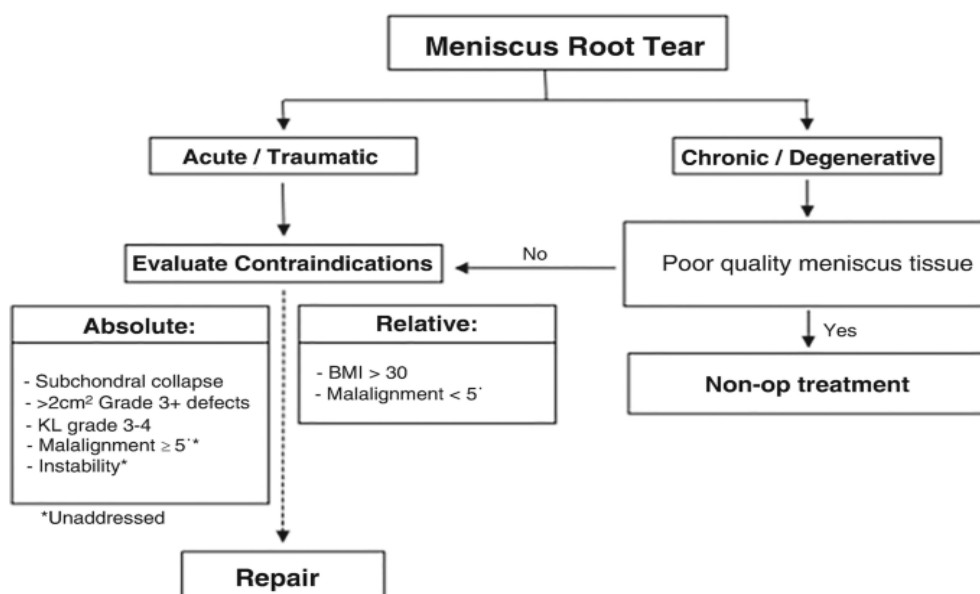 Meniscus Root Tear
Acute / Traumatic
Chronic / Degenerative
Evaluate Contraindications
No
Poor quality meniscus tissue
Absolute:
- Subchondral collapse
- >2cm² Grade 3+ defects
- KL grade 3-4
- Malalignment ≥ 5˙*
- Instability*
*Unaddressed
Relative:
- BMI > 30
- Malalignment < 5˙
Yes
Non-op treatment
Repair